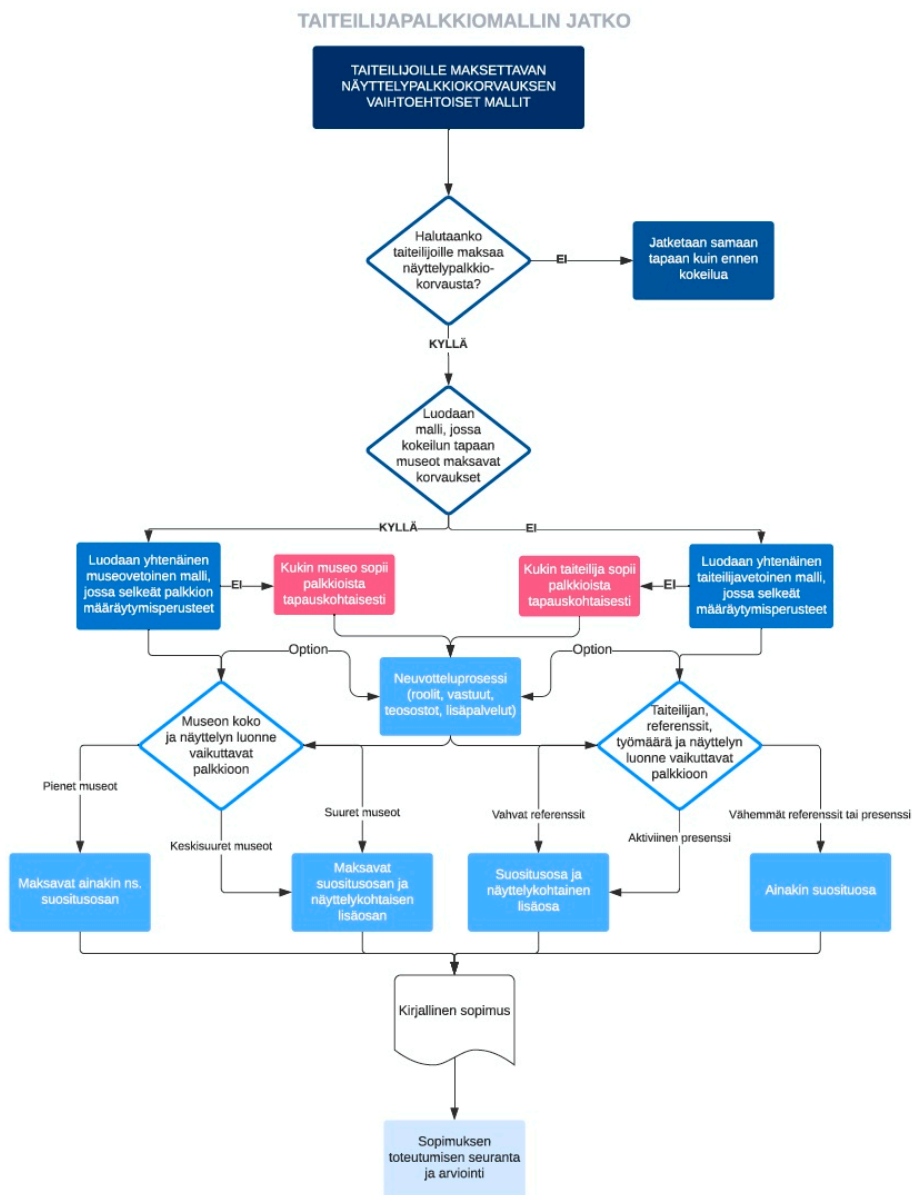 TAITEILIJAPALKKIOMALLIN JATKO
TAITEILIJOILLE MAKSETTAVAN
NÄYTTELYPALKKIOKORVAUKSEN
VAIHTOEHTOISET MALLIT
Halutaanko
taiteilijoille maksaa
näyttelypalkkio-
korvausta?
EI
Jatketaan samaan
tapaan kuin ennen
kokeilua
KYLLÄ
Luodaan
malli, jossa
kokeilun tapaan
museot maksavat
korvaukset
KYLLÄ
EI
Luodaan yhtenäinen
museovetoinen malli,
jossa selkeät palkkion
määräytymisperusteet
EI
Kukin museo sopii
palkkioista
tapauskohtaisesti
Kukin taiteilija sopii
palkkioista
tapauskohtaisesti
EI
Luodaan yhtenäinen
taiteilijavetoinen malli,
jossa selkeät
määräytymisperusteet
Option
Option
Neuvotteluprosessi
(roolit, vastuut,
teosostot, lisäpalvelut)
Museon koko
ja näyttelyn luonne
vaikuttavat
palkkioon
Taiteilijan,
referenssit,
työmäärä ja näyttelyn
luonne vaikuttavat
palkkioon
Pienet museot
Suuret museot
Keskisuuret museot
Vahvat referenssit
Aktiivinen presenssi
Vähemmät referenssit tai presenssi
Maksavat ainakin ns.
suositusosan
Maksavat
suositusosan ja
näyttelykohtaisen
lisäosan
Suositusosa ja
näyttelykohtainen
lisäosa
Ainakin suosituosa
Kirjallinen sopimus
Sopimuksen
toteutumisen seuranta
ja arviointi